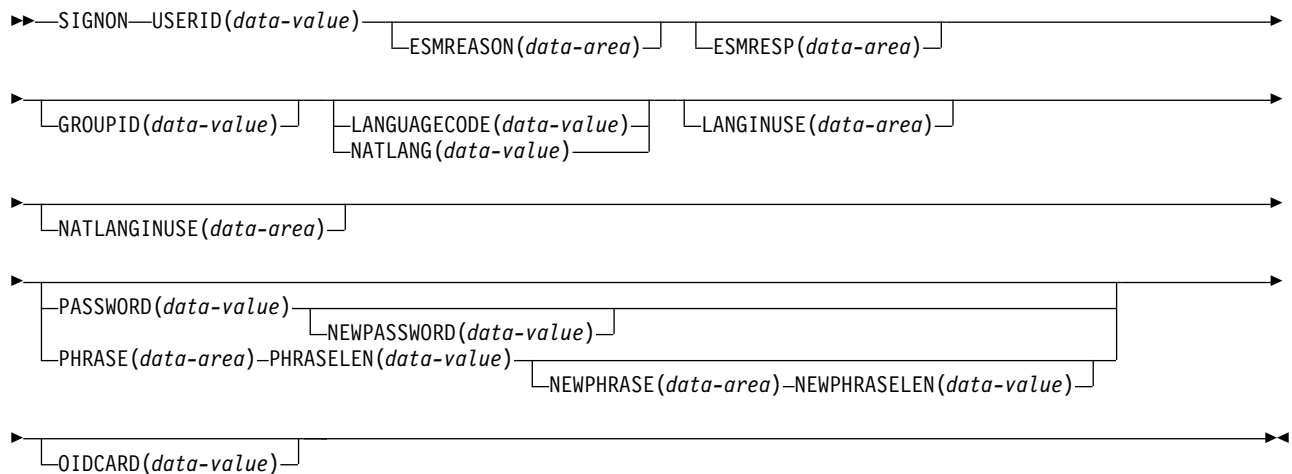 SIGNON USERID(data-value)
ESMREASON(data-area) ESMRESP(data-area)
GROUPID(data-value) LANGUAGECODE(data-value) LANGINUSE(data-area)
NATLANG(data-value)
NATLANGINUSE(data-area)
PASSWORD(data-value)
NEWPASSWORD(data-value)
PHRASE(data-area) PHRASELEN(data-value)
NEWPHRASE(data-area) NEWPHRASELEN(data-value)
OIDCARD(data-value)